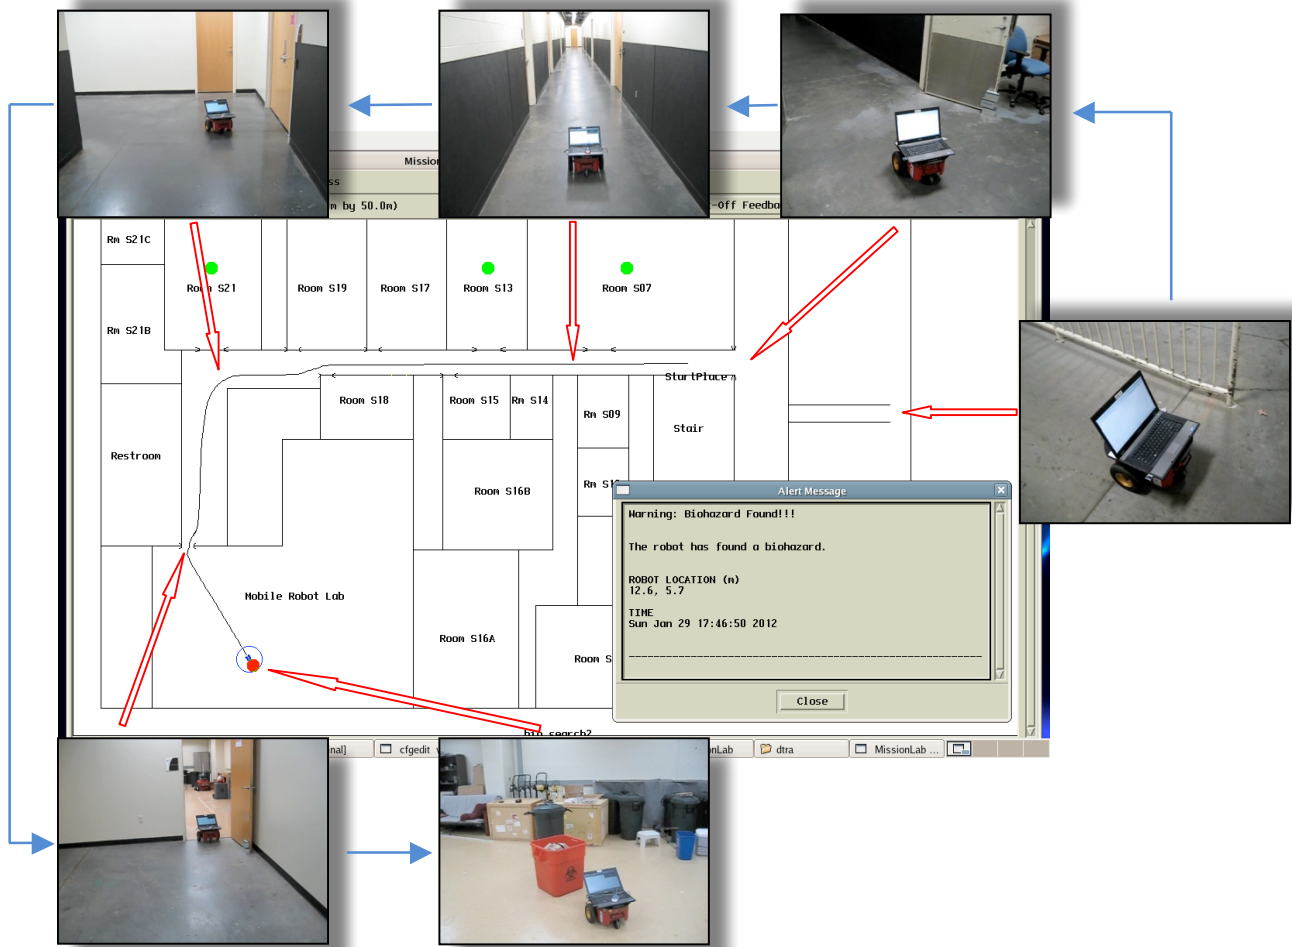 Mission
ss
m by 50.0m)
-Off Feedba
Rm S21C
Room S21
Room S19
Room S17
Room S13
Room S07
Rm S21B
StartPlace
Room S18
Room S15
Rm S14
Rm S09
Stair
Restroom
Room S16B
Rm S1
Alert Message
Warning: Biohazard Found!!!
The robot has found a biohazard.
ROBOT LOCATION (m)
12.6, 5.7
TIME
Sun Jan 29 17:46:50 2012
Close
Mobile Robot Lab
Room S16A
Room S
bio_search2
nal]
cfgedit
onLab
dtra
MissionLab ...